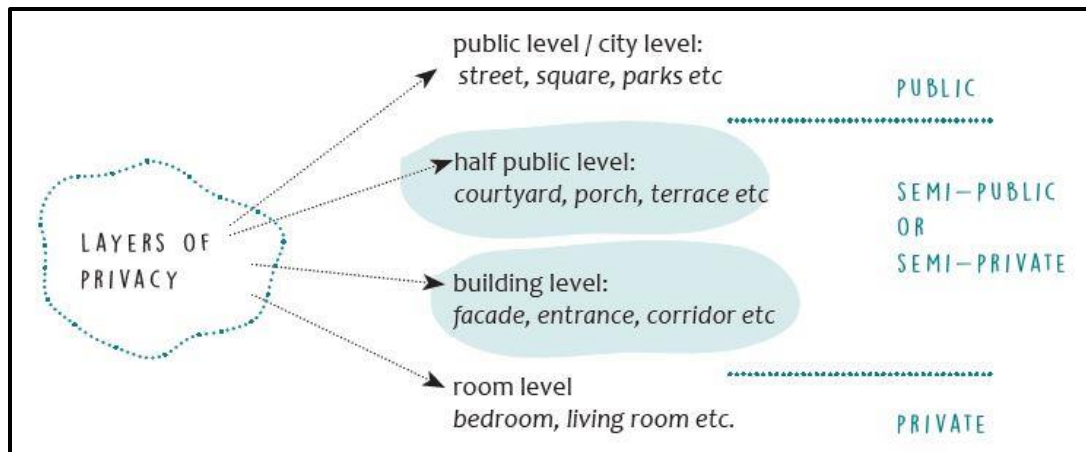 LAYERS OF
PRIVACY
public level / city level:
street, square, parks etc
half public level:
courtyard, porch, terrace etc
building level:
facade, entrance, corridor etc
room level
bedroom, living room etc.
PUBLIC
SEMI-PUBLIC
OR
SEMI-PRIVATE
PRIVATE